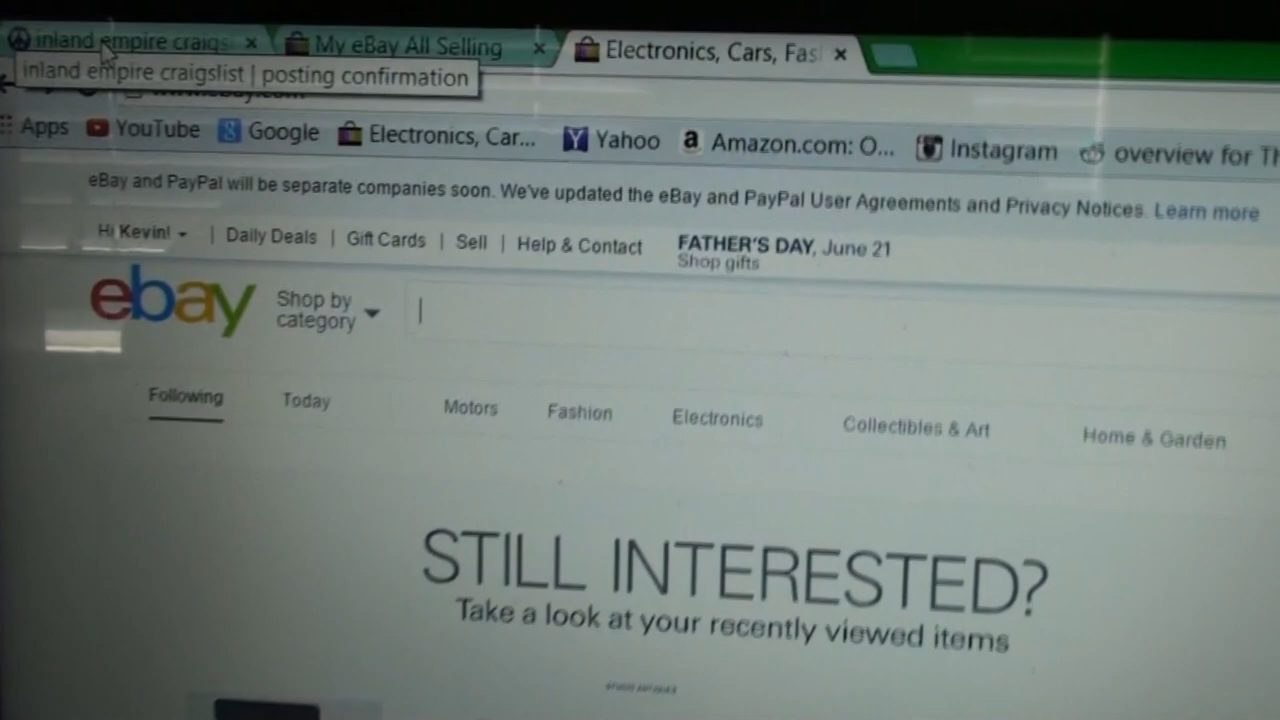 inland empire craigs
My eBay All Selling
Electronics, Cars, Fas
inland empire craigslist | posting confirmation
Apps YouTube Google Electronics, Car... Yahoo Amazon.com: O... Instagram overview for Th
eBay and PayPal will be separate companies soon. We've updated the eBay and PayPal User Agreements and Privacy Notices. Learn more
Hi Kevin! | Daily Deals | Gift Cards | Sell | Help & Contact FATHER'S DAY, June 21
Shop gifts
ebay
Shop by
category
Following Today Motors Fashion Electronics Collectibles & Art Home & Garden
STILL INTERESTED?
Take a look at your recently viewed items